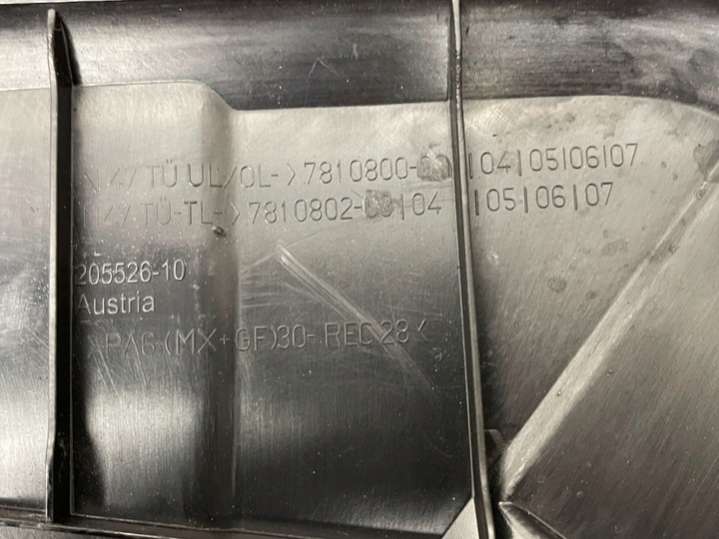 TÜ UL/OL-> 7810800- |04|05|06|07
TÜ-TL-> 7810802- |04 |05|06|07
205526-10
Austria
PA6 (MX+GF)30- REC 28 <